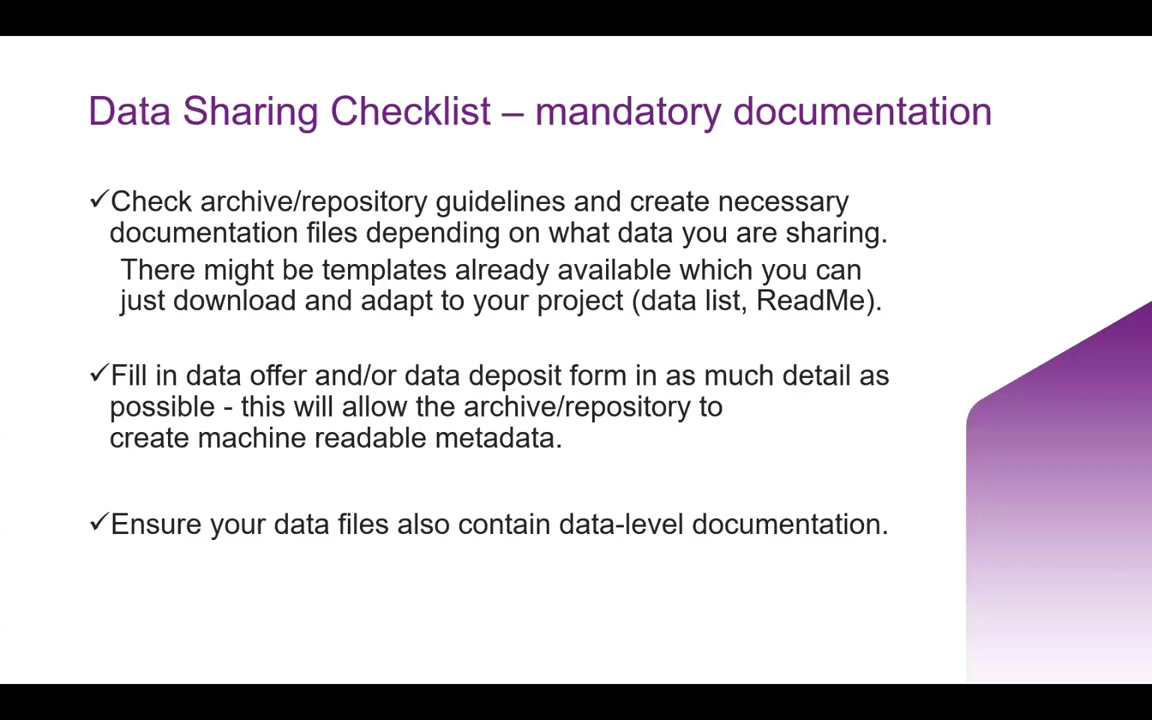 Data Sharing Checklist – mandatory documentation
✓Check archive/repository guidelines and create necessary
documentation files depending on what data you are sharing.
There might be templates already available which you can
just download and adapt to your project (data list, ReadMe).
✓Fill in data offer and/or data deposit form in as much detail as
possible - this will allow the archive/repository to
create machine readable metadata.
✓Ensure your data files also contain data-level documentation.